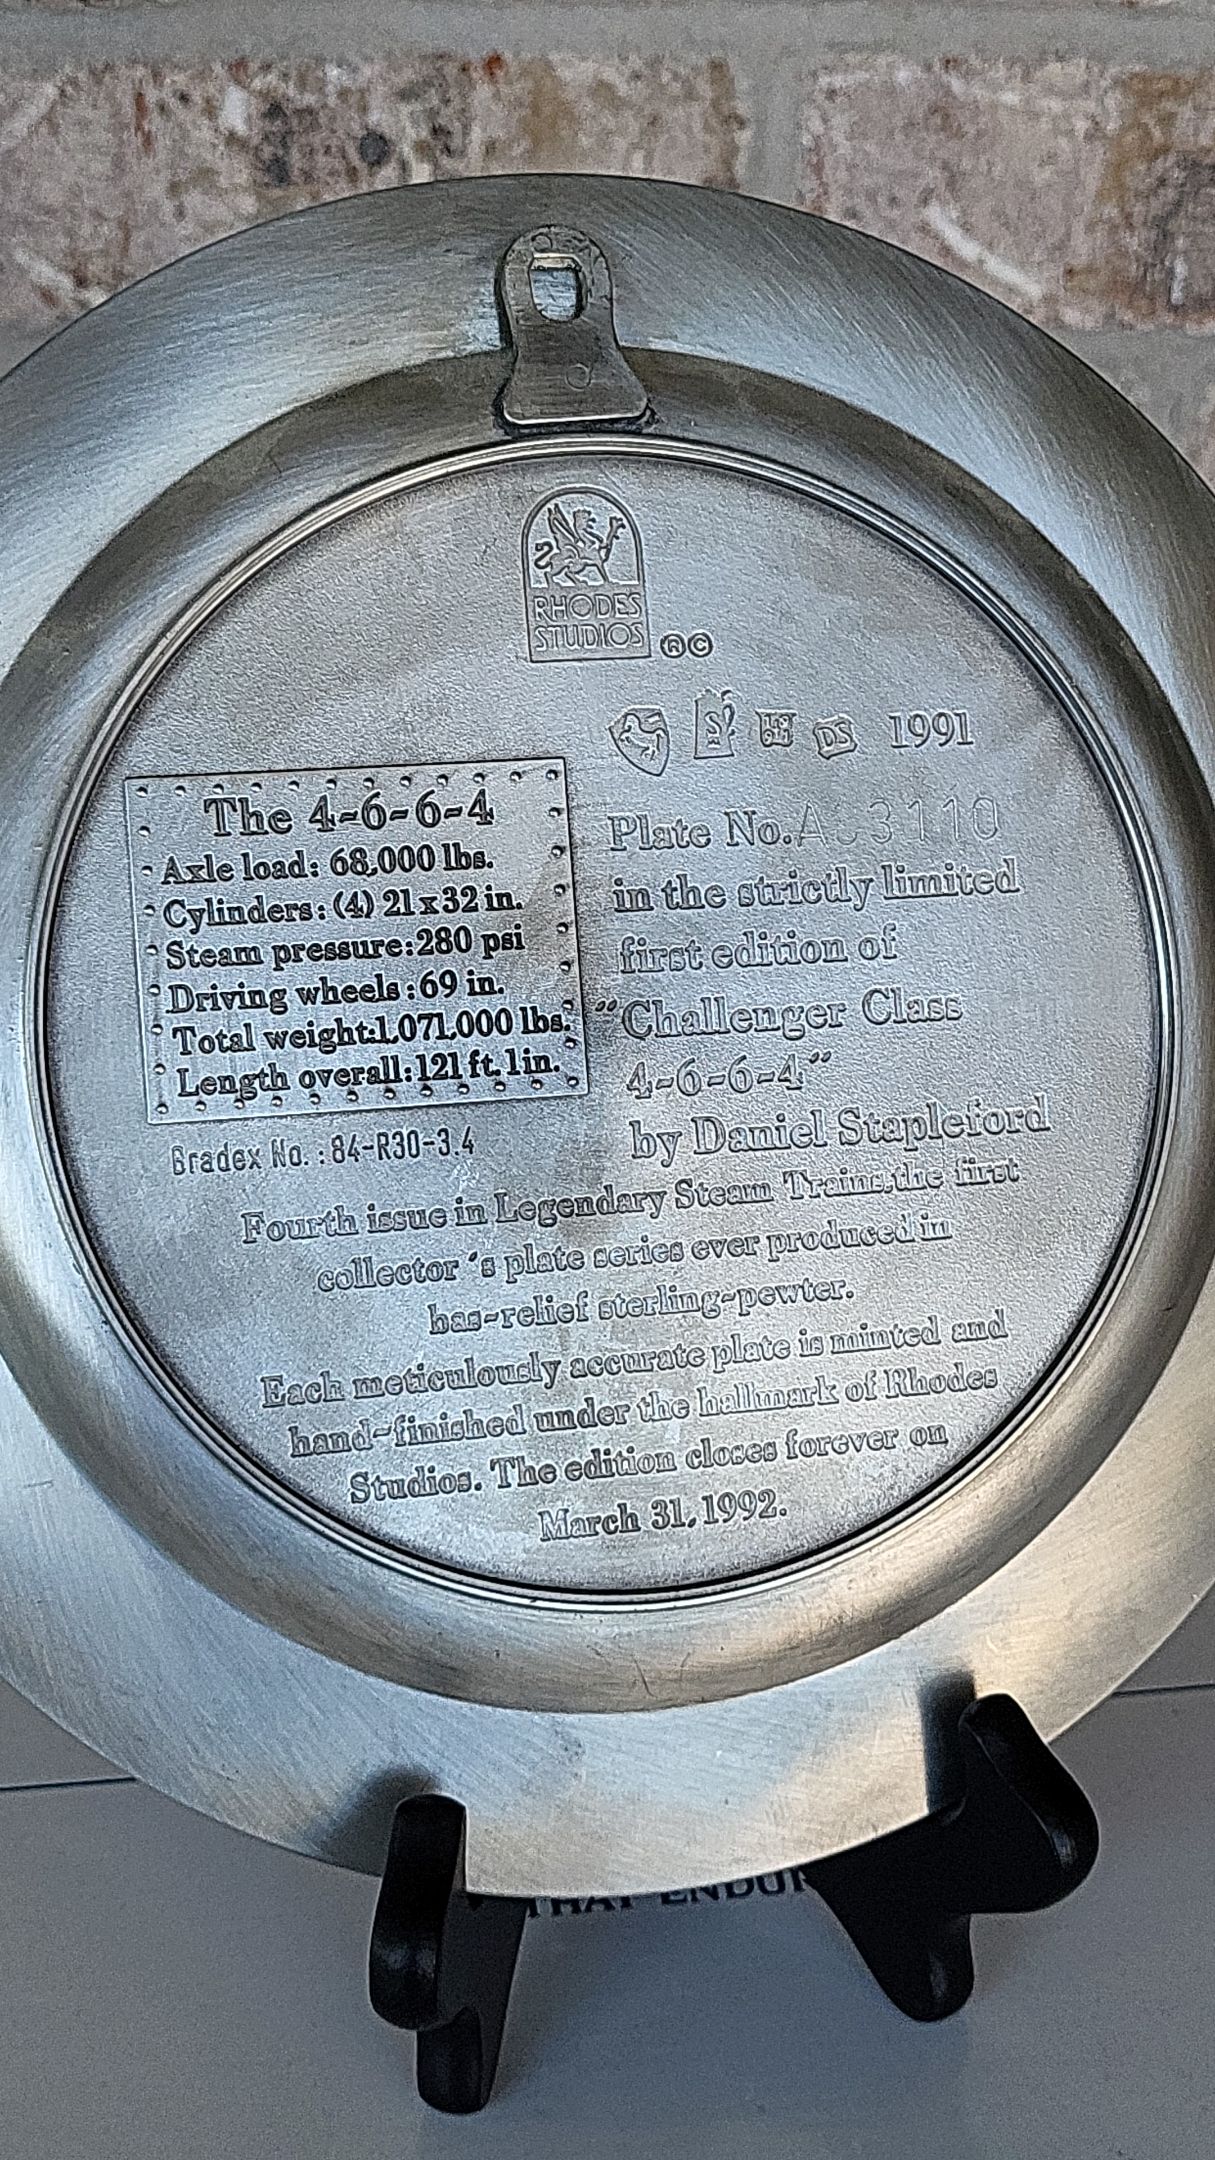 RHODES
STUDIOS
® ©
S DS 1991
The 4-6-6-4
Axle load: 68,000 lbs.
Cylinders: (4) 21 x 32 in.
Steam pressure: 280 psi
Driving wheels: 69 in.
Total weight: 1,071,000 lbs.
Length overall: 121 ft. 1 in.
Bradex No.: 84-R30-3.4
Plate No.
in the strictly limited
first edition of
"Challenger Class
4-6-6-4"
by Daniel Stapleford
Fourth issue in Legendary Steam Trains, the first
collector's plate series ever produced in
bas-relief sterling-pewter.
Each meticulously accurate plate is minted and
hand-finished under the hallmark of Rhodes
Studios. The edition closes forever on
March 31, 1992.
THAT